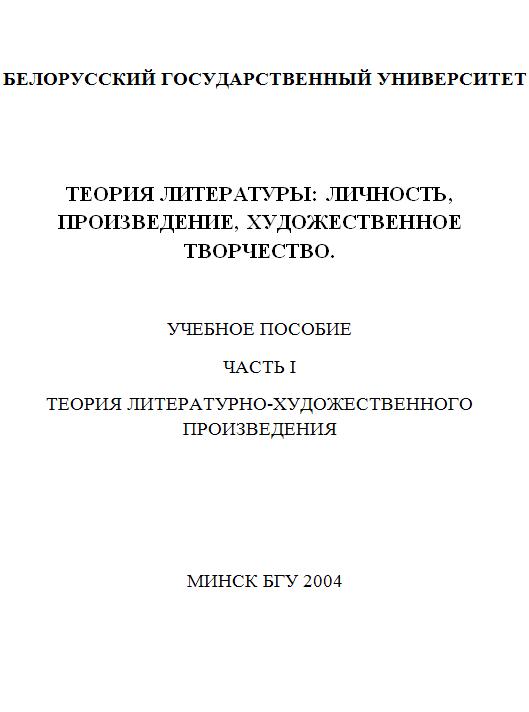 БЕЛОРУССКИЙ ГОСУДАРСТВЕННЫЙ УНИВЕРСИТЕТ
ТЕОРИЯ ЛИТЕРАТУРЫ: ЛИЧНОСТЬ,
ПРОИЗВЕДЕНИЕ, ХУДОЖЕСТВЕННОЕ
ТВОРЧЕСТВО.
УЧЕБНОЕ ПОСОБИЕ
ЧАСТЬ I
ТЕОРИЯ ЛИТЕРАТУРНО-ХУДОЖЕСТВЕННОГО
ПРОИЗВЕДЕНИЯ
МИНСК БГУ 2004